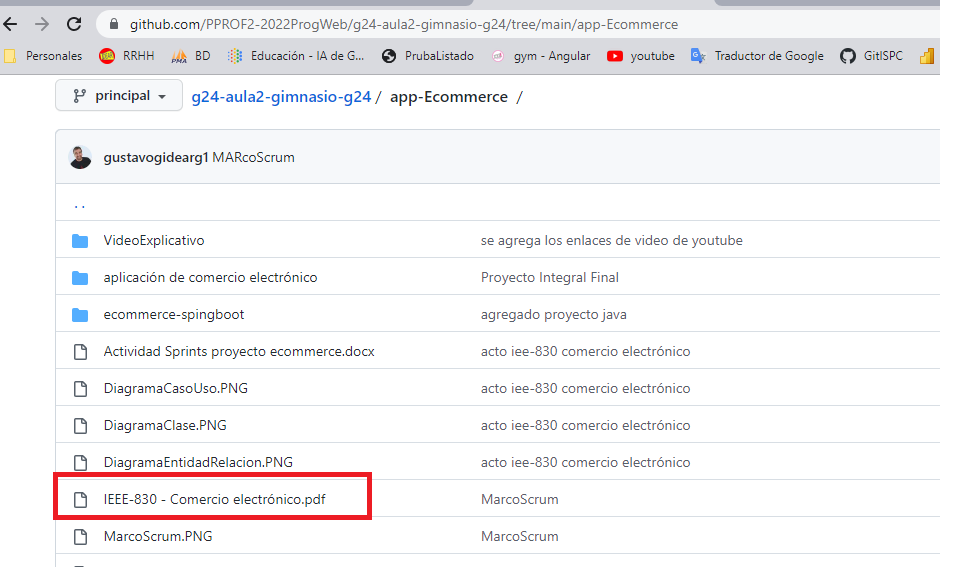 github.com/PPROF2-2022ProgWeb/g24-aula2-gimnasio-g24/tree/main/app-Ecommerce
Personales RRHH BD Educación - IA de G... PrubaListado gym - Angular youtube Traductor de Google GitISPC
principal g24-aula2-gimnasio-g24 / app-Ecommerce /
gustavogidearg1 MARcoScrum
..
VideoExplicativo se agrega los enlaces de video de youtube
aplicación de comercio electrónico Proyecto Integral Final
ecommerce-spingboot agregado proyecto java
Actividad Sprints proyecto ecommerce.docx acto iee-830 comercio electrónico
DiagramaCasoUso.PNG acto iee-830 comercio electrónico
DiagramaClase.PNG acto iee-830 comercio electrónico
DiagramaEntidadRelacion.PNG acto iee-830 comercio electrónico
IEEE-830 - Comercio electrónico.pdf MarcoScrum
MarcoScrum.PNG MarcoScrum